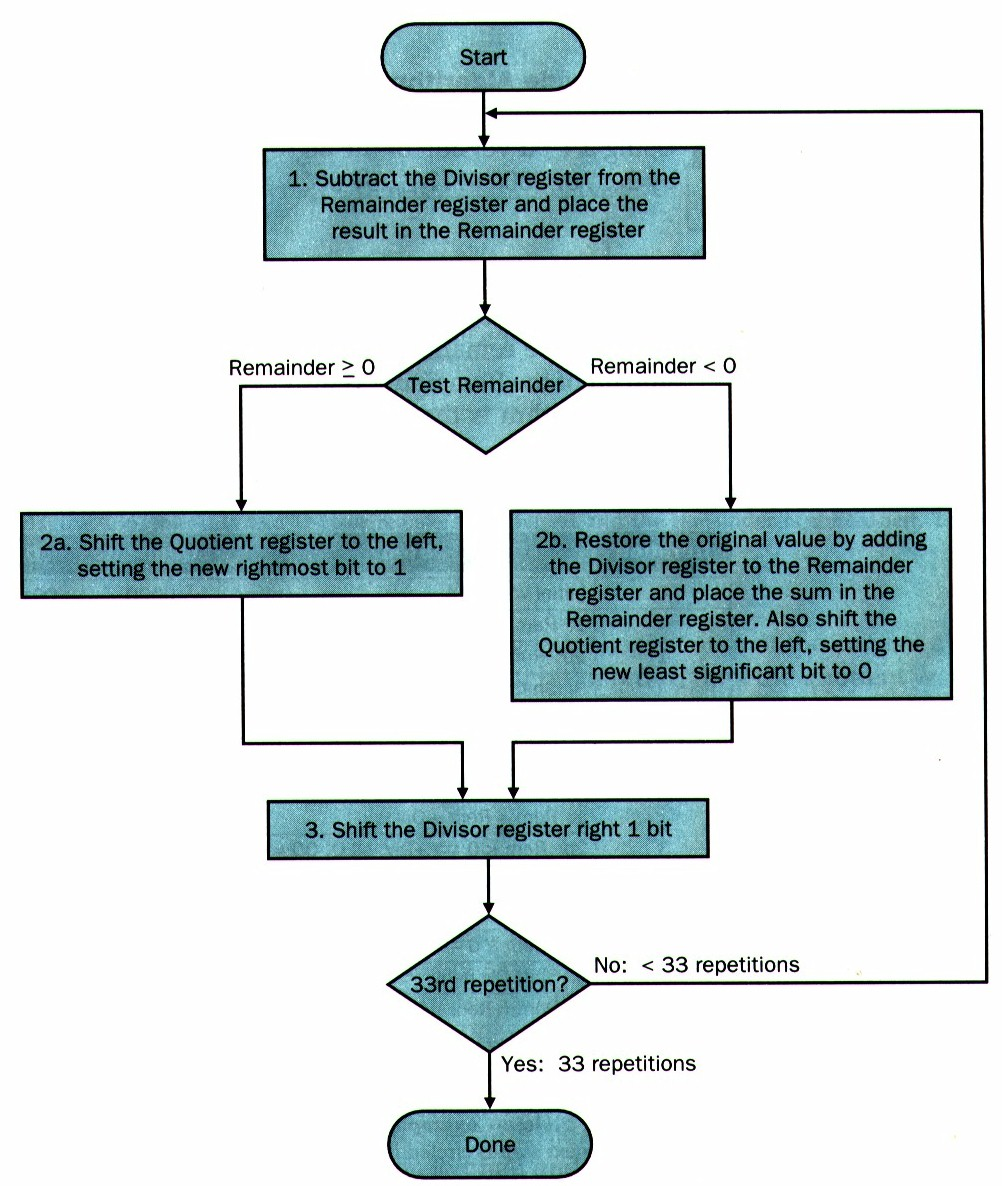 Start
1. Subtract the Divisor register from the
Remainder register and place the
result in the Remainder register
Remainder ≥ 0
Test Remainder
Remainder < 0
2a. Shift the Quotient register to the left,
setting the new rightmost bit to 1
2b. Restore the original value by adding
the Divisor register to the Remainder
register and place the sum in the
Remainder register. Also shift the
Quotient register to the left, setting the
new least significant bit to 0
3. Shift the Divisor register right 1 bit
33rd repetition?
No: < 33 repetitions
Yes: 33 repetitions
Done